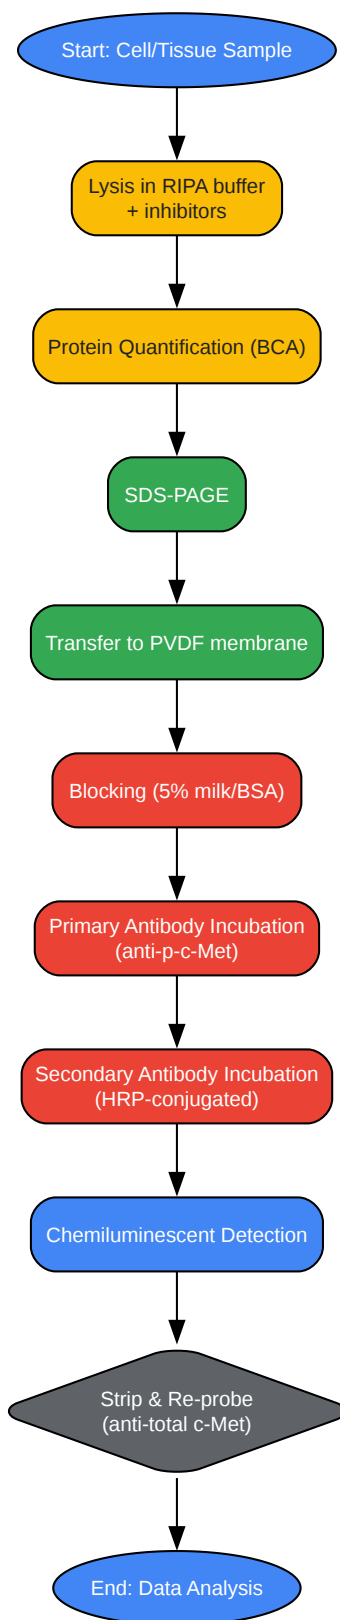 Start: Cell/Tissue Sample
Lysis in RIPA buffer
+ inhibitors
Protein Quantification (BCA)
SDS-PAGE
Transfer to PVDF membrane
Blocking (5% milk/BSA)
Primary Antibody Incubation
(anti-p-c-Met)
Secondary Antibody Incubation
(HRP-conjugated)
Chemiluminescent Detection
Strip & Re-probe
(anti-total c-Met)
End: Data Analysis